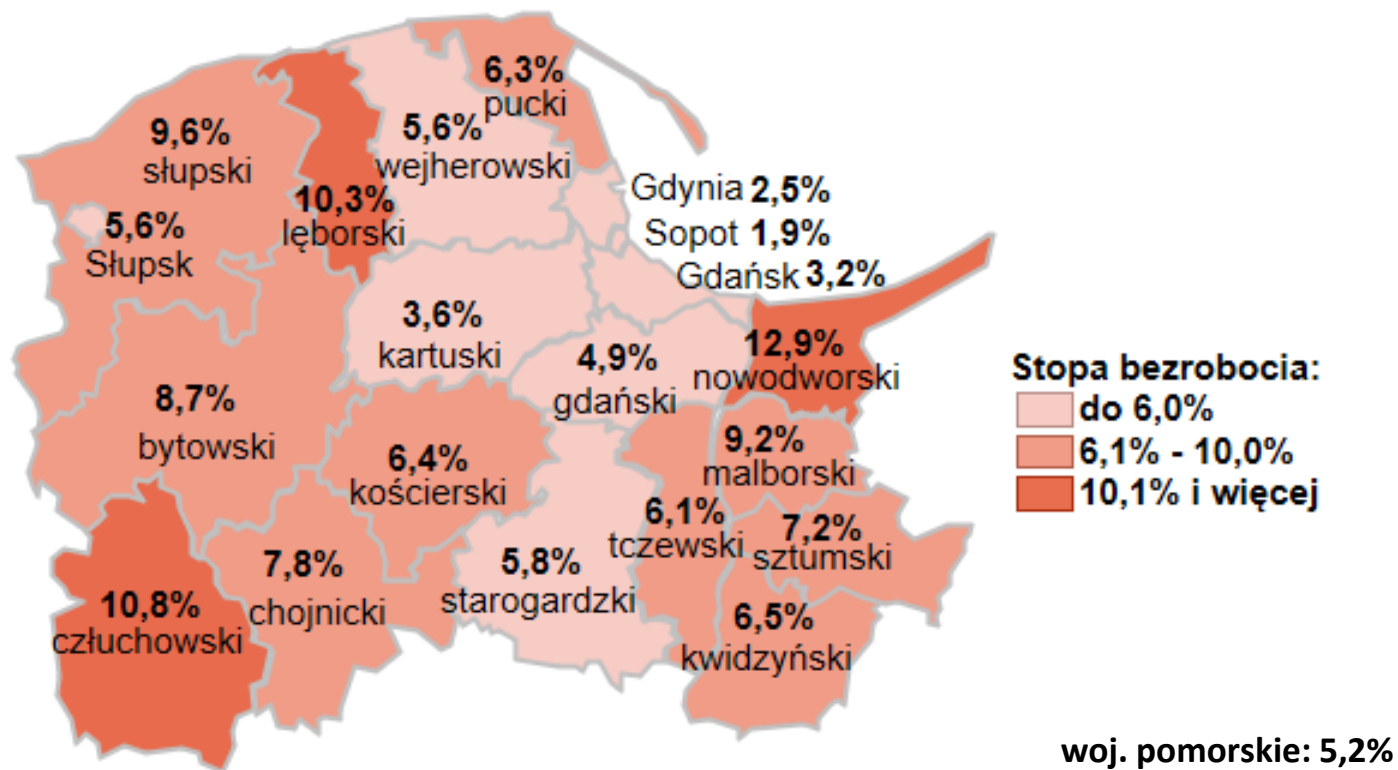 6,3%
pucki
9,6%
słupski
5,6%
wejherowski
10,3%
lęborski
Gdynia 2,5%
Sopot 1,9%
Gdańsk 3,2%
5,6%
Słupsk
3,6%
kartuski
4,9%
gdański
12,9%
nowodworski
8,7%
bytowski
6,4%
kościerski
9,2%
malborski
6,1%
tczewski
7,2%
sztumski
7,8%
chojnicki
5,8%
starogardzki
10,8%
człuchowski
6,5%
kwidzyński
Stopa bezrobocia:
do 6,0%
6,1% - 10,0%
10,1% i więcej
woj. pomorskie: 5,2%